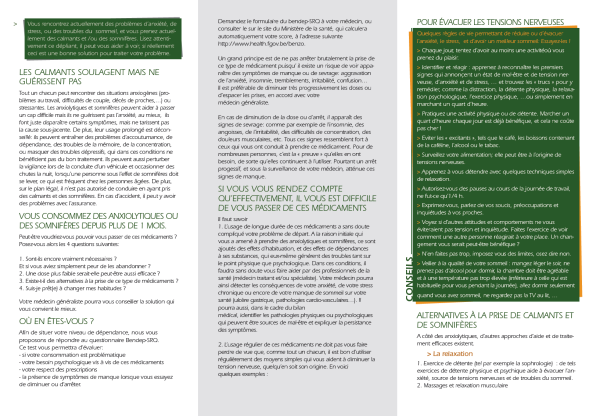 > Vous rencontrez actuellement des problèmes d'anxiété, de
stress, ou des troubles du sommeil, et vous prenez actuel-
lement des calmants et /ou des somnifères. Lisez attenti-
vement ce dépliant, il peut vous aider à voir, si réellement
ceci est une bonne solution pour traiter votre problème.
LES CALMANTS SOULAGENT MAIS NE
GUÉRISSENT PAS
Tout un chacun peut rencontrer des situations anxiogènes (pro-
blèmes au travail, difficultés de couple, décès de proches,...) ou
stressantes. Les anxiolytiques et somnifères peuvent aider à passer
un cap difficile mais ils ne guérissent pas l'anxiété, au mieux, ils
font juste disparaître certains symptômes, mais ne tarissent pas
la cause sous-jacente. De plus, leur usage prolongé est décon-
seillé: ils peuvent entraîner des problèmes d'accoutumance, de
dépendance, des troubles de la mémoire, de la concentration,
ou masquer des troubles dépressifs, qui dans ces conditions ne
bénéficient pas du bon traitement. Ils peuvent aussi perturber
la vigilance lors de la conduite d'un véhicule et occasionner des
chutes la nuit, lorsqu'une personne sous l'effet de somnifères doit
se lever, ce qui est fréquent chez les personnes âgées. De plus,
sur le plan légal, il n'est pas autorisé de conduire en ayant pris
des calmants et des somnifères. En cas d'accident, il peut y avoir
des problèmes avec l'assurance.
VOUS CONSOMMEZ DES ANXIOLYTIQUES OU
DES SOMNIFÈRES DEPUIS PLUS DE 1 MOIS.
Peut-être voudriez-vous pouvoir vous passer de ces médicaments ?
Posez-vous alors les 4 questions suivantes:
1. Sont-ils encore vraiment nécessaires ?
Et si vous aviez simplement peur de les abandonner ?
2. Une dose plus faible serait-elle peut-être aussi efficace ?
3. Existe-t-il des alternatives à la prise de ce type de médicaments ?
4. Suis-je prêt(e) à changer mes habitudes ?
Votre médecin généraliste pourra vous conseiller la solution qui
vous convient le mieux.
OÙ EN ÊTES-VOUS ?
Afin de situer votre niveau de dépendance, nous vous
proposons de répondre au questionnaire Bendep-SRQ.
Ce test vous permettra d'évaluer:
- si votre consommation est problématique
- votre besoin psychologique vis à vis de ces médicaments
- votre respect des prescriptions
- la présence de symptômes de manque lorsque vous essayez
de diminuer ou d'arrêter.
Demandez le formulaire du bendep-SRQ à votre médecin, ou
consulter le sur le site du Ministère de la santé, qui calculera
automatiquement votre score, à l'adresse suivante
http://www.health.fgov.be/benzo.
Un grand principe est de ne pas arrêter brutalement la prise de
ce type de médicament puisqu' il existe un risque de voir appa-
raître des symptômes de manque ou de sevrage: aggravation
de l'anxiété, insomnie, tremblements, irritabilité, confusion…
Il est préférable de diminuer très progressivement les doses ou
d'espacer les prises, en accord avec votre
médecin généraliste.
En cas de diminution de la dose ou d'arrêt, il apparaît des
signes de sevrage: comme par exemple de l'insomnie, des
angoisses, de l'irritabilité, des difficultés de concentration, des
douleurs musculaires, etc. Tous ces signes ressemblent fort à
ceux qui vous ont conduit à prendre ce médicament. Pour de
nombreuses personnes, c'est la « preuve » qu'elles en ont
besoin, de sorte qu'elles continuent à l'utiliser. Pourtant un arrêt
progressif, et sous la surveillance de votre médecin, atténue ces
signes de manque.
SI VOUS VOUS RENDEZ COMPTE
QU'EFFECTIVEMENT, IL VOUS EST DIFFICILE
DE VOUS PASSER DE CES MÉDICAMENTS
Il faut savoir
1. L'usage de longue durée de ces médicaments a sans doute
compliqué votre problème de départ. A la raison initiale qui
vous a amené à prendre des anxiolytiques et somnifères, ce sont
ajoutés des effets d'habituation, et des effets de dépendances
à ses substances, qui eux-même génèrent des troubles tant sur
le point physique que psychologique. Dans ces conditions, il
faudra sans doute vous faire aider par des professionnels de la
santé (médecin traitant et/ou spécialiste). Votre médecin pourra
ainsi détecter les conséquences de votre anxiété, de votre stress
chronique ou encore de votre manque de sommeil sur votre
santé (ulcère gastrique, pathologies cardio-vasculaires…). Il
pourra aussi, dans le cadre du bilan
médical, identifier les pathologies physiques ou psychologiques
qui peuvent être sources de mal-être et expliquer la persistance
des symptômes.
2. L'usage régulier de ces médicaments ne doit pas vous faire
perdre de vue que, comme tout un chacun, il est bon d'utiliser
régulièrement des moyens simples qui vous aident à diminuer la
tension nerveuse, quelqu'en soit son origine. En voici
quelques exemples :
POUR ÉVACUER LES TENSIONS NERVEUSES
Quelques règles de vie permettant de réduire ou d'évacuer
l'anxiété, le stress, et d'avoir un meilleur sommeil. Essayez-les !
> Chaque jour, tentez d'avoir au moins une activité(s) vous
prenez du plaisir.
> Identifier et réagir : apprenez à reconnaître les premiers
signes qui annoncent un état de mal-être et de tension ner-
veuse, d'anxiété et de stress, … et trouvez les « trucs » pour y
remédier, comme la distraction, la détente physique, la relaxa-
tion psychologique, l'exercice physique, …ou simplement en
marchant un quart d'heure.
> Pratiquez une activité physique ou de détente. Marcher un
quart d'heure chaque jour est déjà bénéfique, et cela ne coûte
pas cher !
> Évitez les « excitants », tels que le café, les boissons contenant
de la caféine, l'alcool ou le tabac.
> Surveillez votre alimentation; elle peut être à l'origine de
tensions nerveuses.
> Apprenez à vous détendre avec quelques techniques simples
de relaxation.
> Autorisez-vous des pauses au cours de la journée de travail,
ne fut-ce qu'1/4 h.
> Exprimez-vous, parlez de vos soucis, préoccupations et
inquiétudes à vos proches.
> Voyez si d'autres attitudes et comportements ne vous
éviteraient pas tension et inquiétude. Faites l'exercice de voir
comment une autre personne réagirait à votre place. Un chan-
gement vous serait peut-être bénéfique ?
> N'en faites pas trop, imposez vous des limites, osez dire non.
> Veiller à la qualité de votre sommeil : mangez léger le soir, ne
prenez pas d'alcool pour dormir, la chambre doit être agréable
et à une température pas trop élevée (inférieure à celle qui est
habituelle pour vous pendant la journée), allez dormir seulement
quand vous avez sommeil, ne regardez pas la TV au lit, …
CONSEILS
ALTERNATIVES À LA PRISE DE CALMANTS ET
DE SOMNIFÈRES
A côté des anxiolytiques, d'autres approches d'aide et de traite-
ment efficaces existent.
> La relaxation
1. Exercice de détente (tel par exemple la sophrologie) : de tels
exercices de détente physique et psychique aide à évacuer l'an-
xiété, source de tensions nerveuses et de troubles du sommeil.
2. Massages et relaxation musculaire